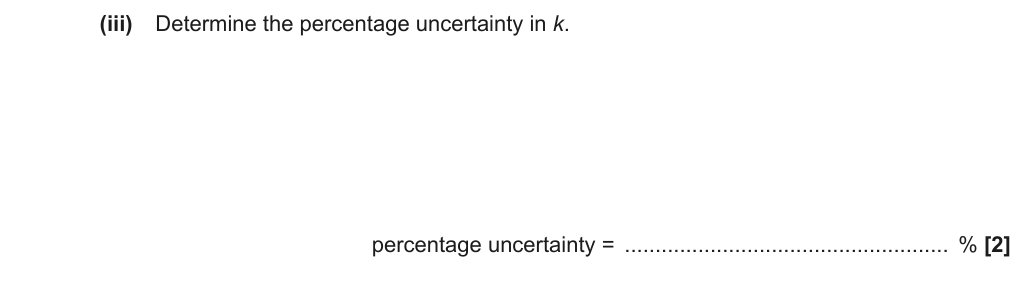 (iii) Determine the percentage uncertainty in k.
percentage uncertainty = ..................................................... % [2]